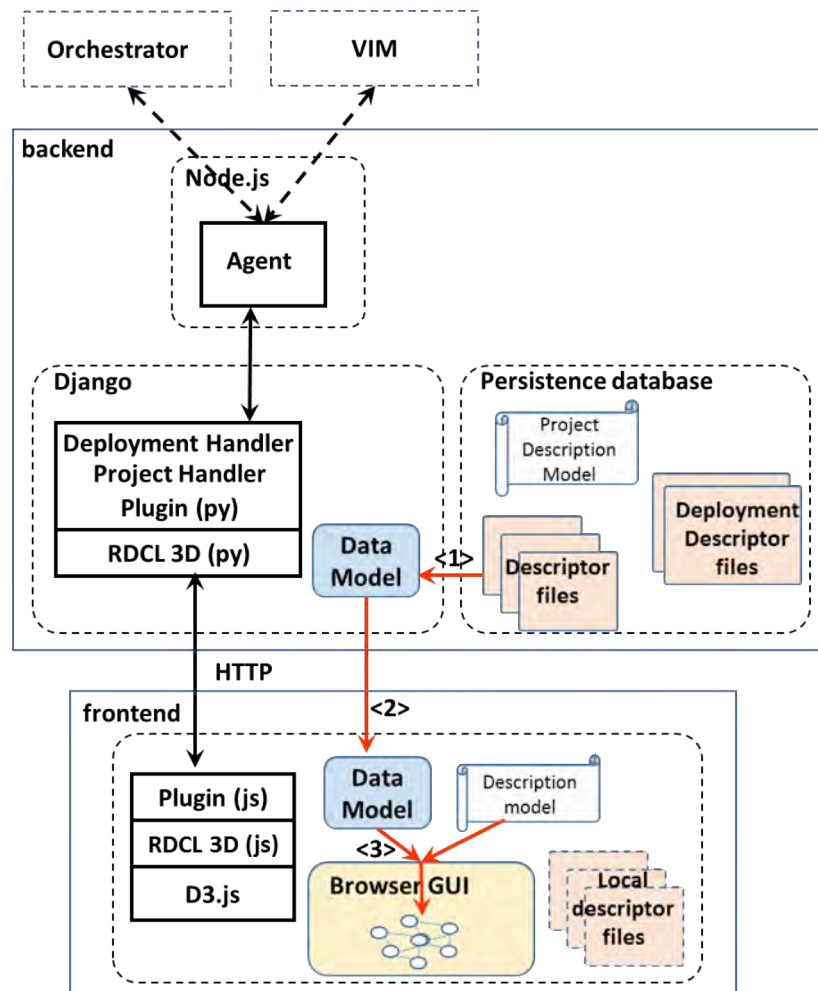 Orchestrator
VIM
backend
Node.js
Agent
Django
Persistence database
Deployment Handler
Project Handler
Plugin (py)
RDCL 3D (py)
Data
Model
<1>
Project
Description
Model
Descriptor
files
Deployment
Descriptor
files
HTTP
<2>
frontend
Plugin (js)
RDCL 3D (js)
D3.js
Data
Model
Description
model
<3>
Browser GUI
Local
descriptor
files